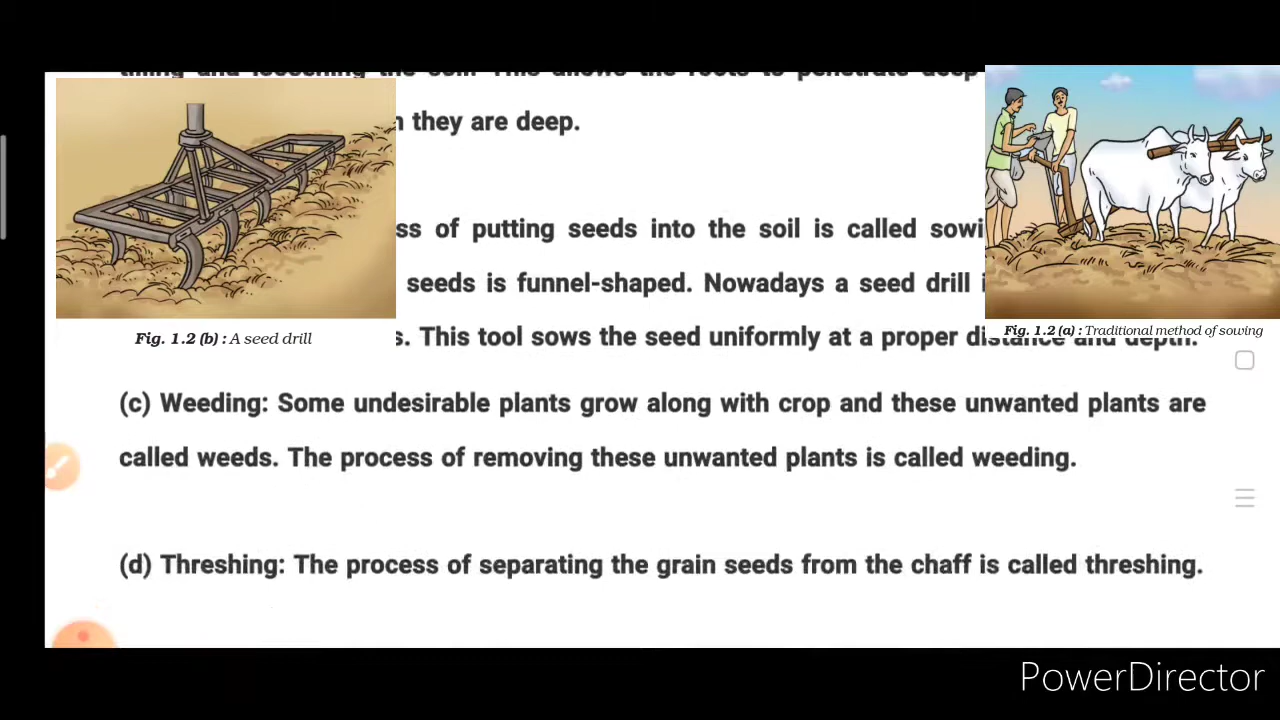 they are deep.
of putting seeds into the soil is called
seeds is funnel-shaped. Nowadays a seed drill
Fig. 1.2 (b) : A seed drill
Fig. 1.2 (a) : Traditional method of sowing
This tool sows the seed uniformly at a proper distance and depth.
(c) Weeding: Some undesirable plants grow along with crop and these unwanted plants are
called weeds. The process of removing these unwanted plants is called weeding.
(d) Threshing: The process of separating the grain seeds from the chaff is called threshing.
PowerDirector